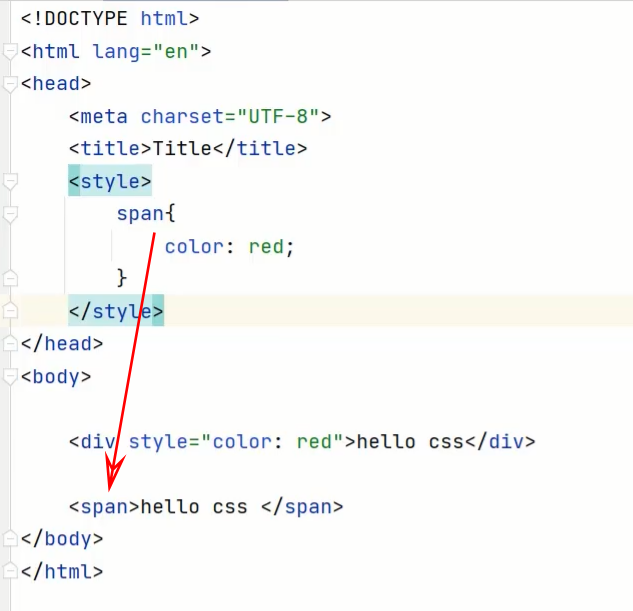 <!DOCTYPE html>
<html lang="en">
<head>
    <meta charset="UTF-8">
    <title>Title</title>
    <style>
        span{
            color: red;
        }
    </style>
</head>
<body>
    <div style="color: red">hello css</div>
    <span>hello css </span>
</body>
</html>